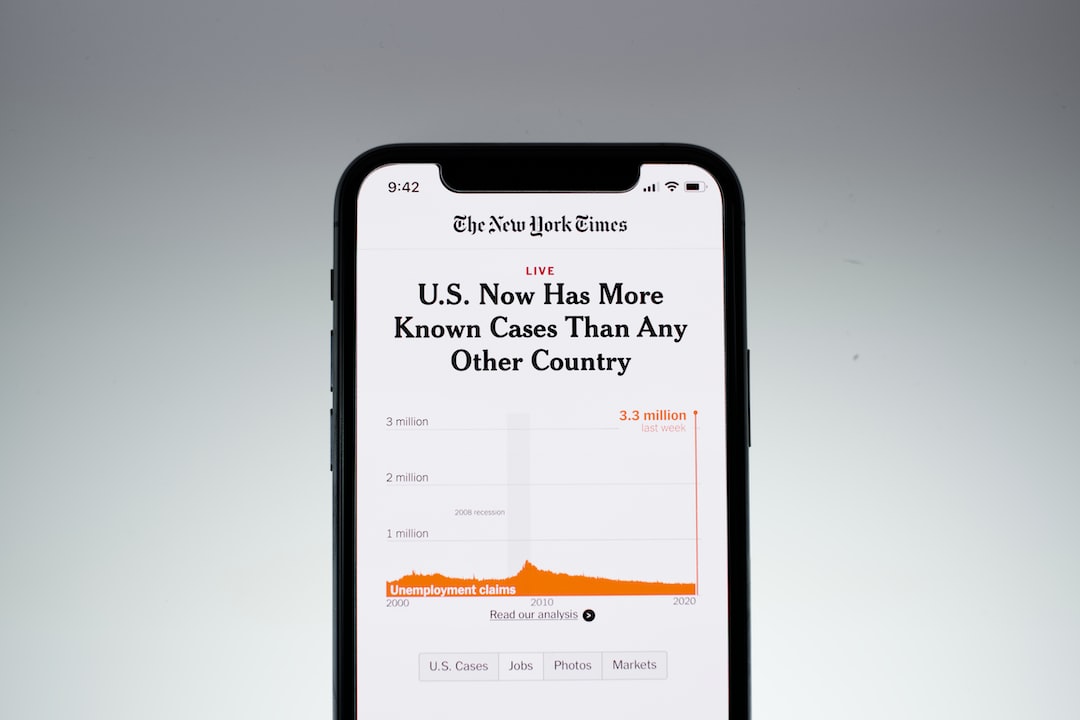 9:42
The New York Times
LIVE
U.S. Now Has More
Known Cases Than Any
Other Country
3.3 million
last week
3 million
2 million
2008 recession
1 million
Unemployment claims
2000 2010 2020
Read our analysis
U.S. Cases Jobs Photos Markets